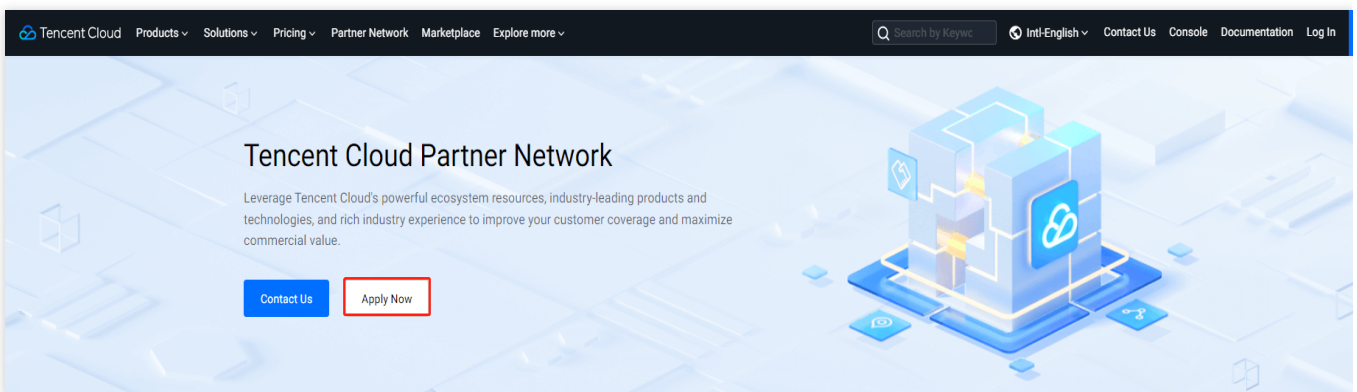 Tencent Cloud Products Solutions Pricing Partner Network Marketplace Explore more Search by Keywc Intl-English Contact Us Console Documentation Log In
Tencent Cloud Partner Network
Leverage Tencent Cloud's powerful ecosystem resources, industry-leading products and
technologies, and rich industry experience to improve your customer coverage and maximize
commercial value.
Contact Us Apply Now